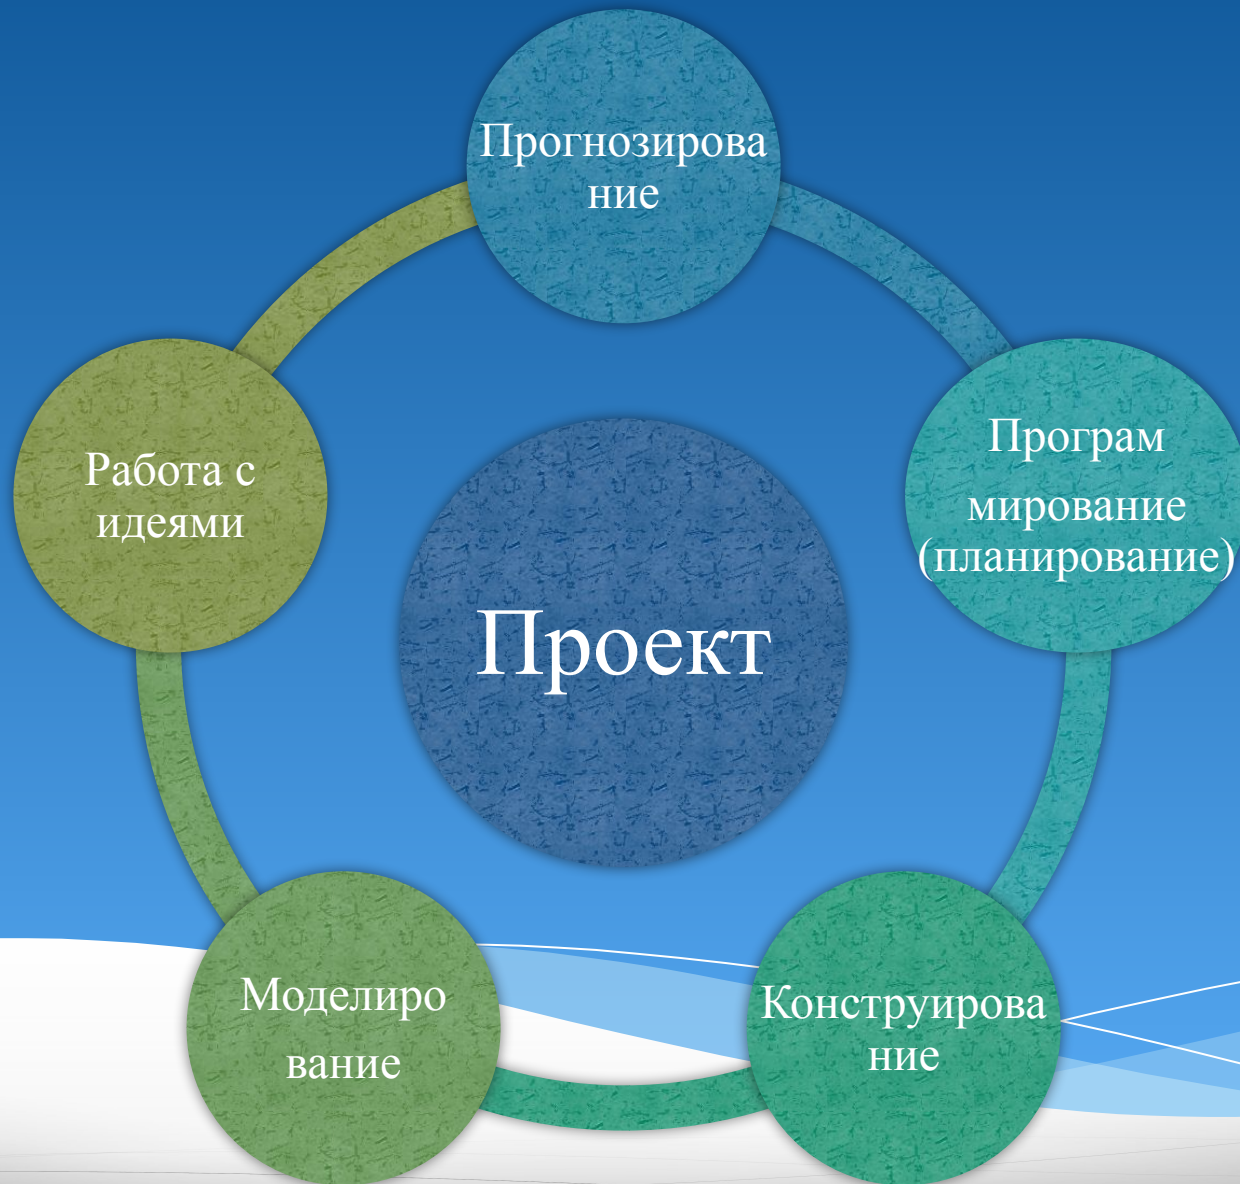 Прогнозирова
ние
Програм
мирование
(планирование)
Работа с
идеями
Проект
Моделиро
вание
Конструирова
ние